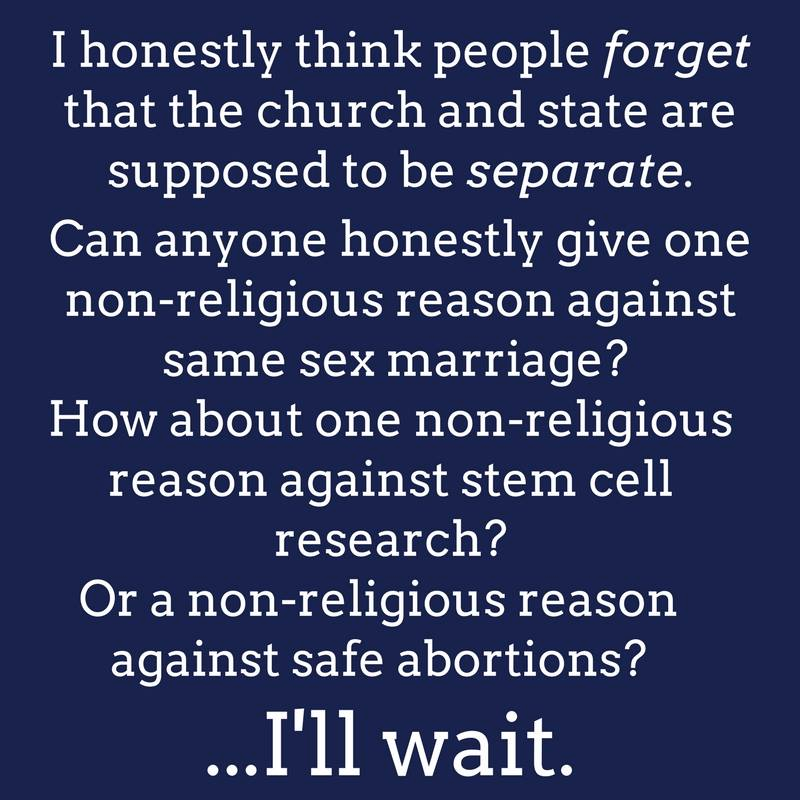 I honestly think people forget
that the church and state are
supposed to be separate.
Can anyone honestly give one
non-religious reason against
same sex marriage?
How about one non-religious
reason against stem cell
research?
Or a non-religious reason
against safe abortions?
...I'll wait.